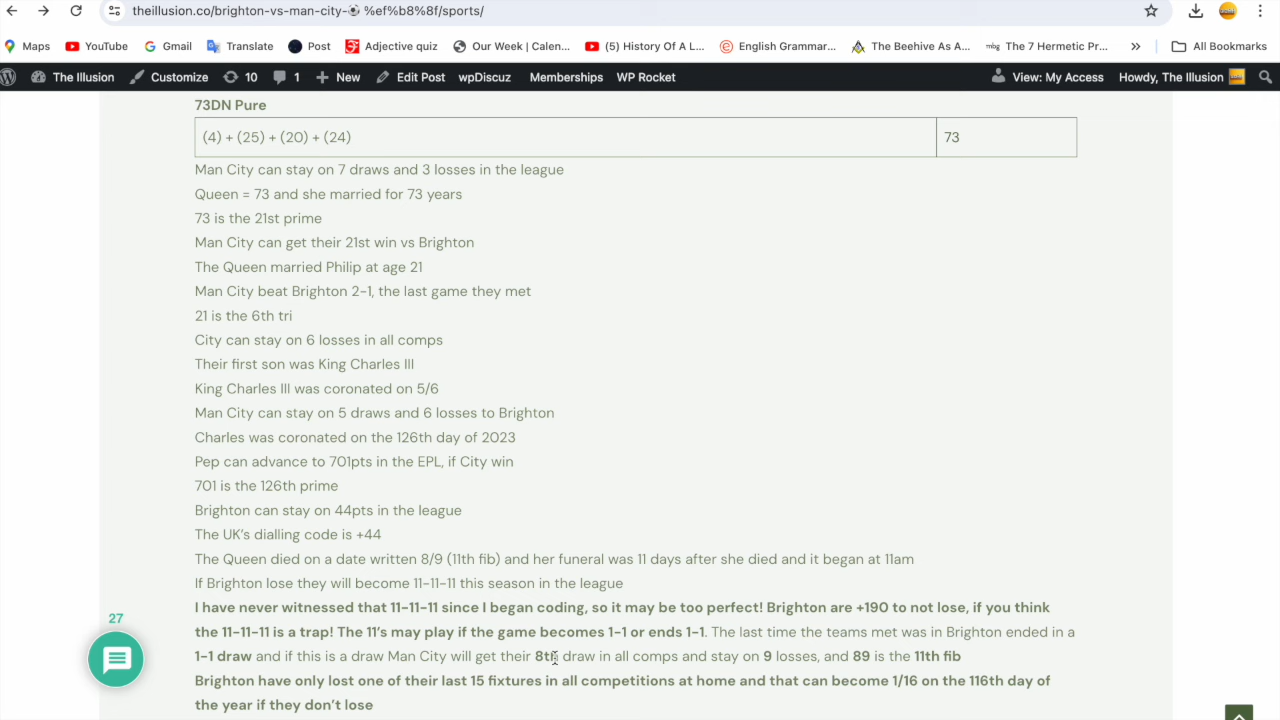 theillusion.co/brighton-vs-man-city-⚽ %ef%b8%8f/sports/
Maps YouTube Gmail Translate Post Adjective quiz Our Week | Calen... (5) History Of A L... English Grammar... The Beehive As A... The 7 Hermetic Pr... » All Bookmarks
The Illusion Customize 10 1 New Edit Post wpDiscuz Memberships WP Rocket View: My Access Howdy, The Illusion
73DN Pure
(4) + (25) + (20) + (24) 73
Man City can stay on 7 draws and 3 losses in the league
Queen = 73 and she married for 73 years
73 is the 21st prime
Man City can get their 21st win vs Brighton
The Queen married Philip at age 21
Man City beat Brighton 2-1, the last game they met
21 is the 6th tri
City can stay on 6 losses in all comps
Their first son was King Charles III
King Charles III was coronated on 5/6
Man City can stay on 5 draws and 6 losses to Brighton
Charles was coronated on the 126th day of 2023
Pep can advance to 701pts in the EPL, if City win
701 is the 126th prime
Brighton can stay on 44pts in the league
The UK's dialling code is +44
The Queen died on a date written 8/9 (11th fib) and her funeral was 11 days after she died and it began at 11am
If Brighton lose they will become 11-11-11 this season in the league
I have never witnessed that 11-11-11 since I began coding, so it may be too perfect! Brighton are +190 to not lose, if you think
the 11-11-11 is a trap! The 11's may play if the game becomes 1-1 or ends 1-1. The last time the teams met was in Brighton ended in a
1-1 draw and if this is a draw Man City will get their 8th draw in all comps and stay on 9 losses, and 89 is the 11th fib
Brighton have only lost one of their last 15 fixtures in all competitions at home and that can become 1/16 on the 116th day of
the year if they don't lose
27